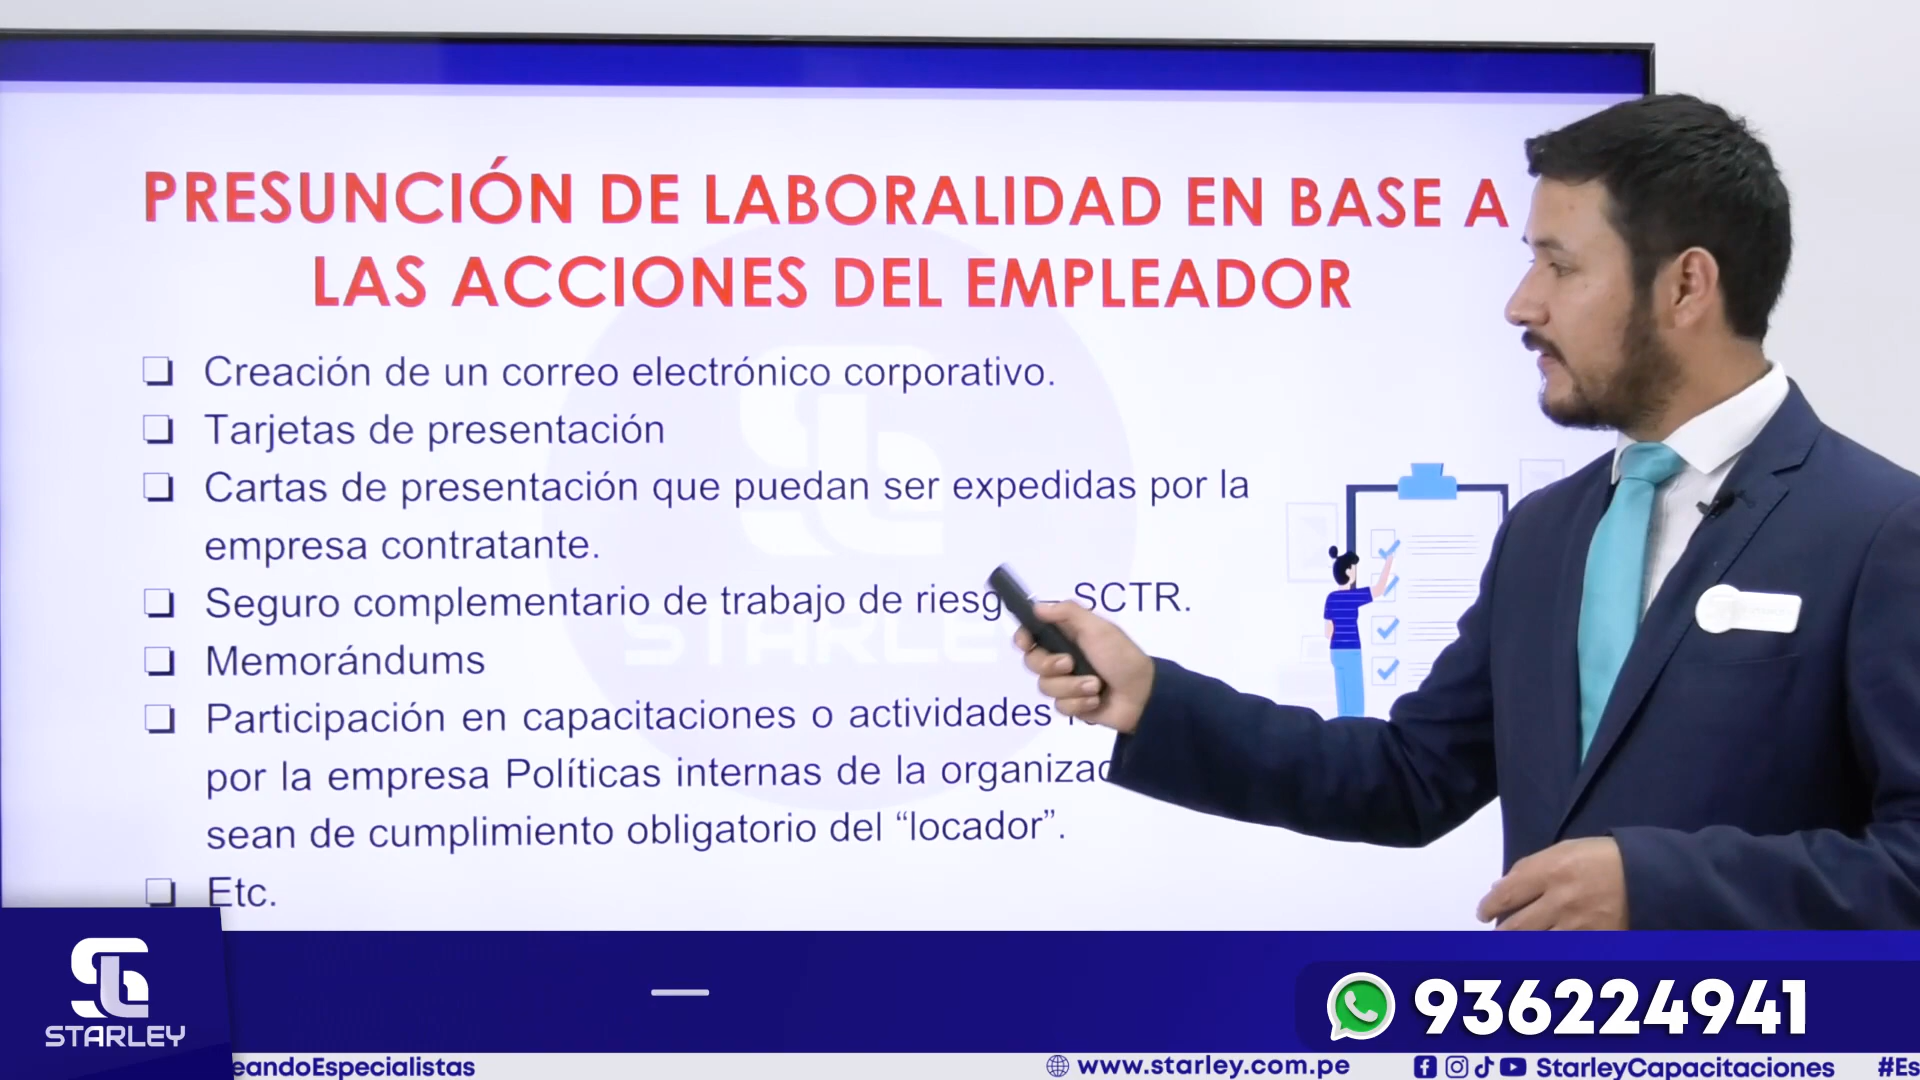 PRESUNCIÓN DE LABORALIDAD EN BASE A
LAS ACCIONES DEL EMPLEADOR
Creación de un correo electrónico corporativo.
Tarjetas de presentación
Cartas de presentación que puedan ser expedidas por la
empresa contratante.
Seguro complementario de trabajo de – SCTR.
Memorándums
Participación en capacitaciones o actividades
por la empresa Políticas internas de la
sean de cumplimiento obligatorio del “locador”.
Etc.
STARLEY
STARLEY
936224941
eandoEspecialistas
www.starley.com.pe
StarleyCapacitaciones
#Es